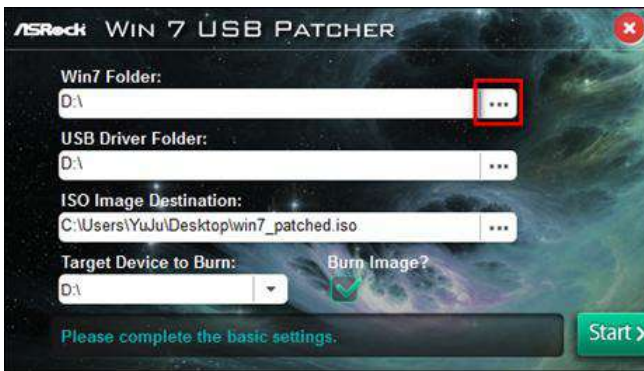 ASRock WIN 7 USB PATCHER
Win7 Folder:
D:\
USB Driver Folder:
D:\
ISO Image Destination:
C:\Users\YuJu\Desktop\win7_patched.iso
Target Device to Burn: Burn Image?
D:\
Please complete the basic settings.
Start